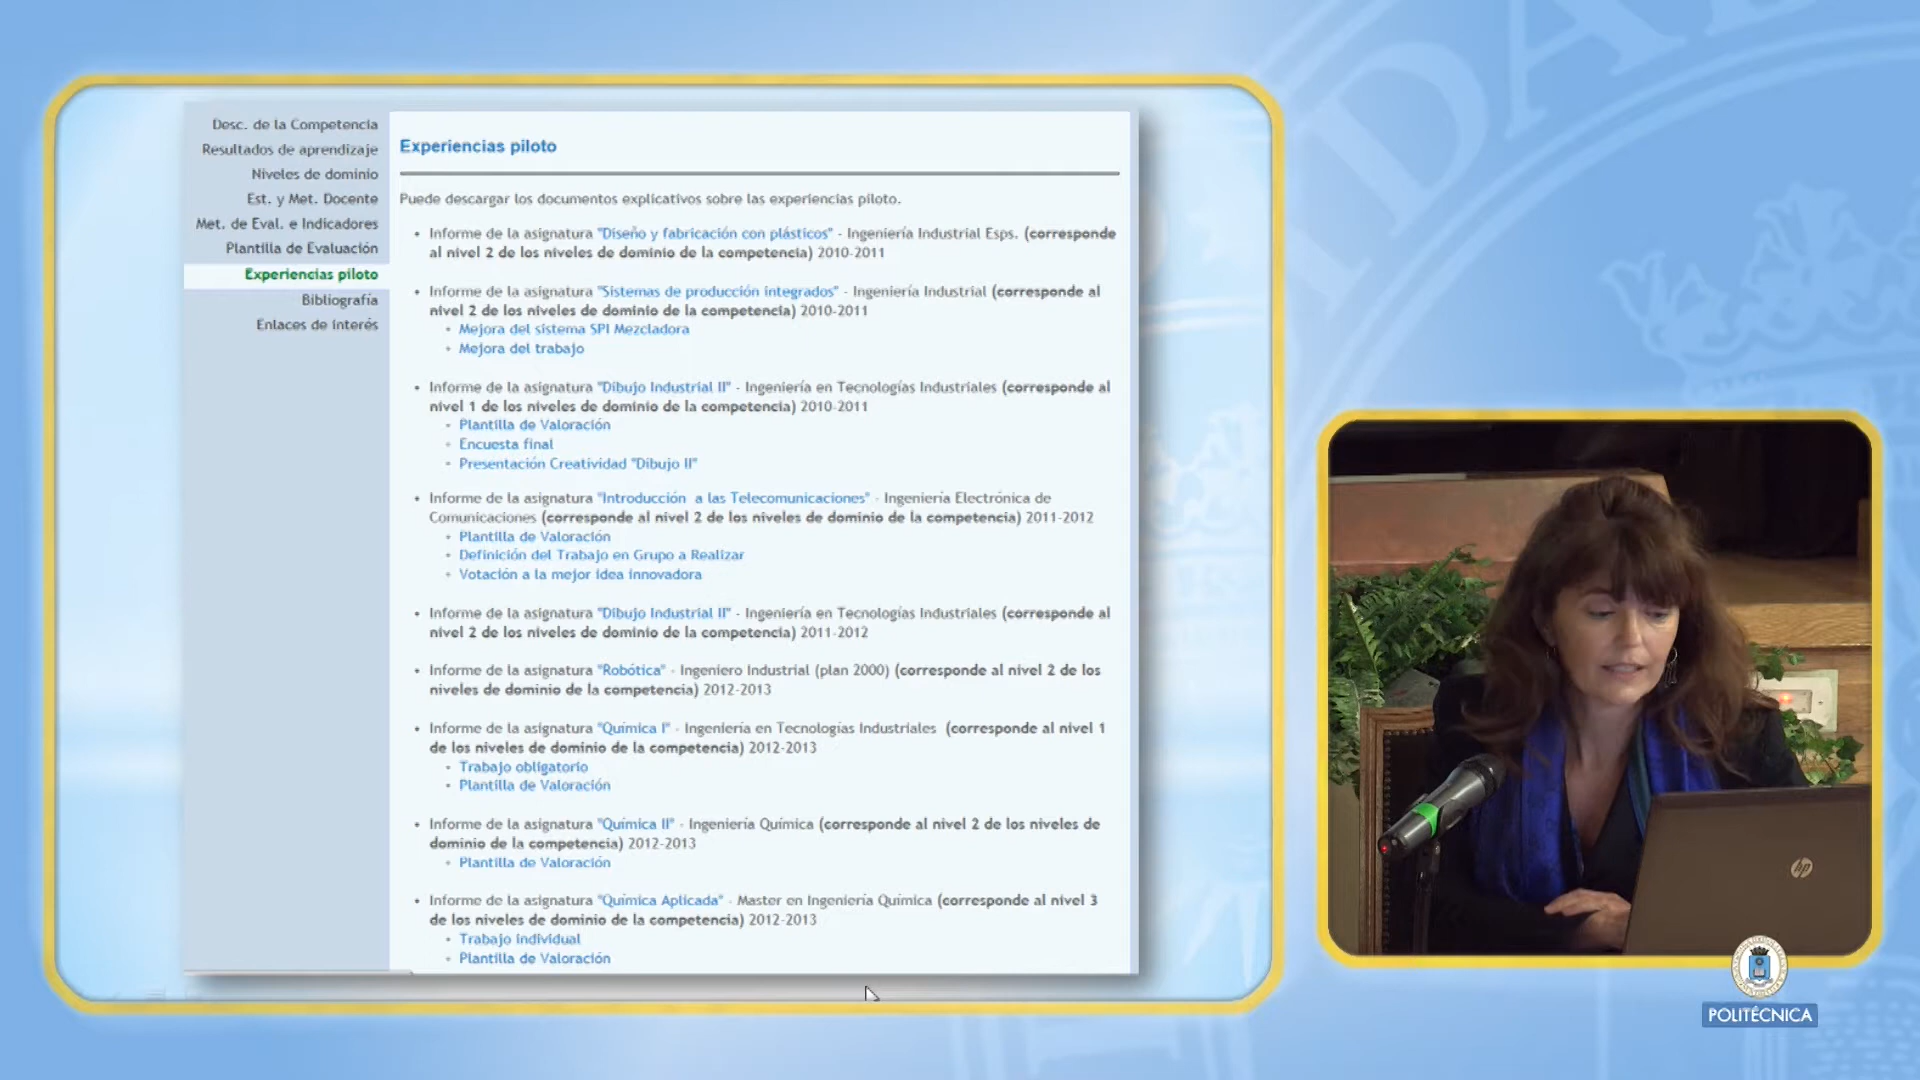 Desc. de la Competencia
Resultados de aprendizaje
Niveles de dominio
Est. y Met. Docente
Met. de Eval. e Indicadores
Plantilla de Evaluación
Experiencias piloto
Bibliografía
Enlaces de interés
Experiencias piloto
Puede descargar los documentos explicativos sobre las experiencias piloto.
• Informe de la asignatura "Diseño y fabricación con plásticos" - Ingeniería Industrial Esps. (corresponde
al nivel 2 de los niveles de dominio de la competencia) 2010-2011
• Informe de la asignatura "Sistemas de producción integrados" - Ingeniería Industrial (corresponde al
nivel 2 de los niveles de dominio de la competencia) 2010-2011
• Mejora del sistema SPI Mezcladora
• Mejora del trabajo
• Informe de la asignatura "Dibujo Industrial II" - Ingeniería en Tecnologías Industriales (corresponde al
nivel 1 de los niveles de dominio de la competencia) 2010-2011
• Plantilla de Valoración
• Encuesta final
• Presentación Creatividad "Dibujo II"
• Informe de la asignatura "Introducción a las Telecomunicaciones" - Ingeniería Electrónica de
Comunicaciones (corresponde al nivel 2 de los niveles de dominio de la competencia) 2011-2012
• Plantilla de Valoración
• Definición del Trabajo en Grupo a Realizar
• Votación a la mejor idea innovadora
• Informe de la asignatura "Dibujo Industrial II" - Ingeniería en Tecnologías Industriales (corresponde al
nivel 2 de los niveles de dominio de la competencia) 2011-2012
• Informe de la asignatura "Robótica" - Ingeniero Industrial (plan 2000) (corresponde al nivel 2 de los
niveles de dominio de la competencia) 2012-2013
• Informe de la asignatura "Química I" - Ingeniería en Tecnologías Industriales (corresponde al nivel 1
de los niveles de dominio de la competencia) 2012-2013
• Trabajo obligatorio
• Plantilla de Valoración
• Informe de la asignatura "Química II" - Ingeniería Química (corresponde al nivel 2 de los niveles de
dominio de la competencia) 2012-2013
• Plantilla de Valoración
• Informe de la asignatura "Química Aplicada" - Master en Ingeniería Química (corresponde al nivel 3
de los niveles de dominio de la competencia) 2012-2013
• Trabajo individual
• Plantilla de Valoración
hp
POLITÉCNICA